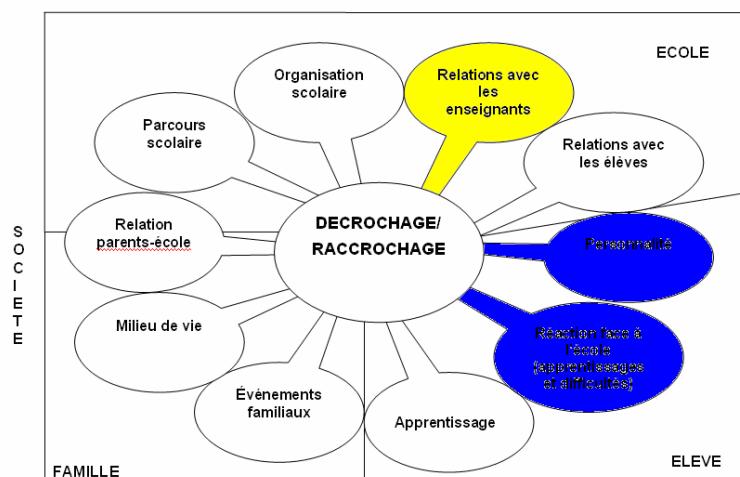 ECOLE
Organisation
scolaire
Relations avec
les
enseignants
Parcours
scolaire
Relations avec
les élèves
DECROCHAGE/
RACCROCHAGE
Relation
parents-école
Personnalité
SOCIETE
Milieu de vie
Réaction face à
l'école
(apprentissages
et difficultés)
Événements
familiaux
Apprentissage
FAMILLE
ELEVE